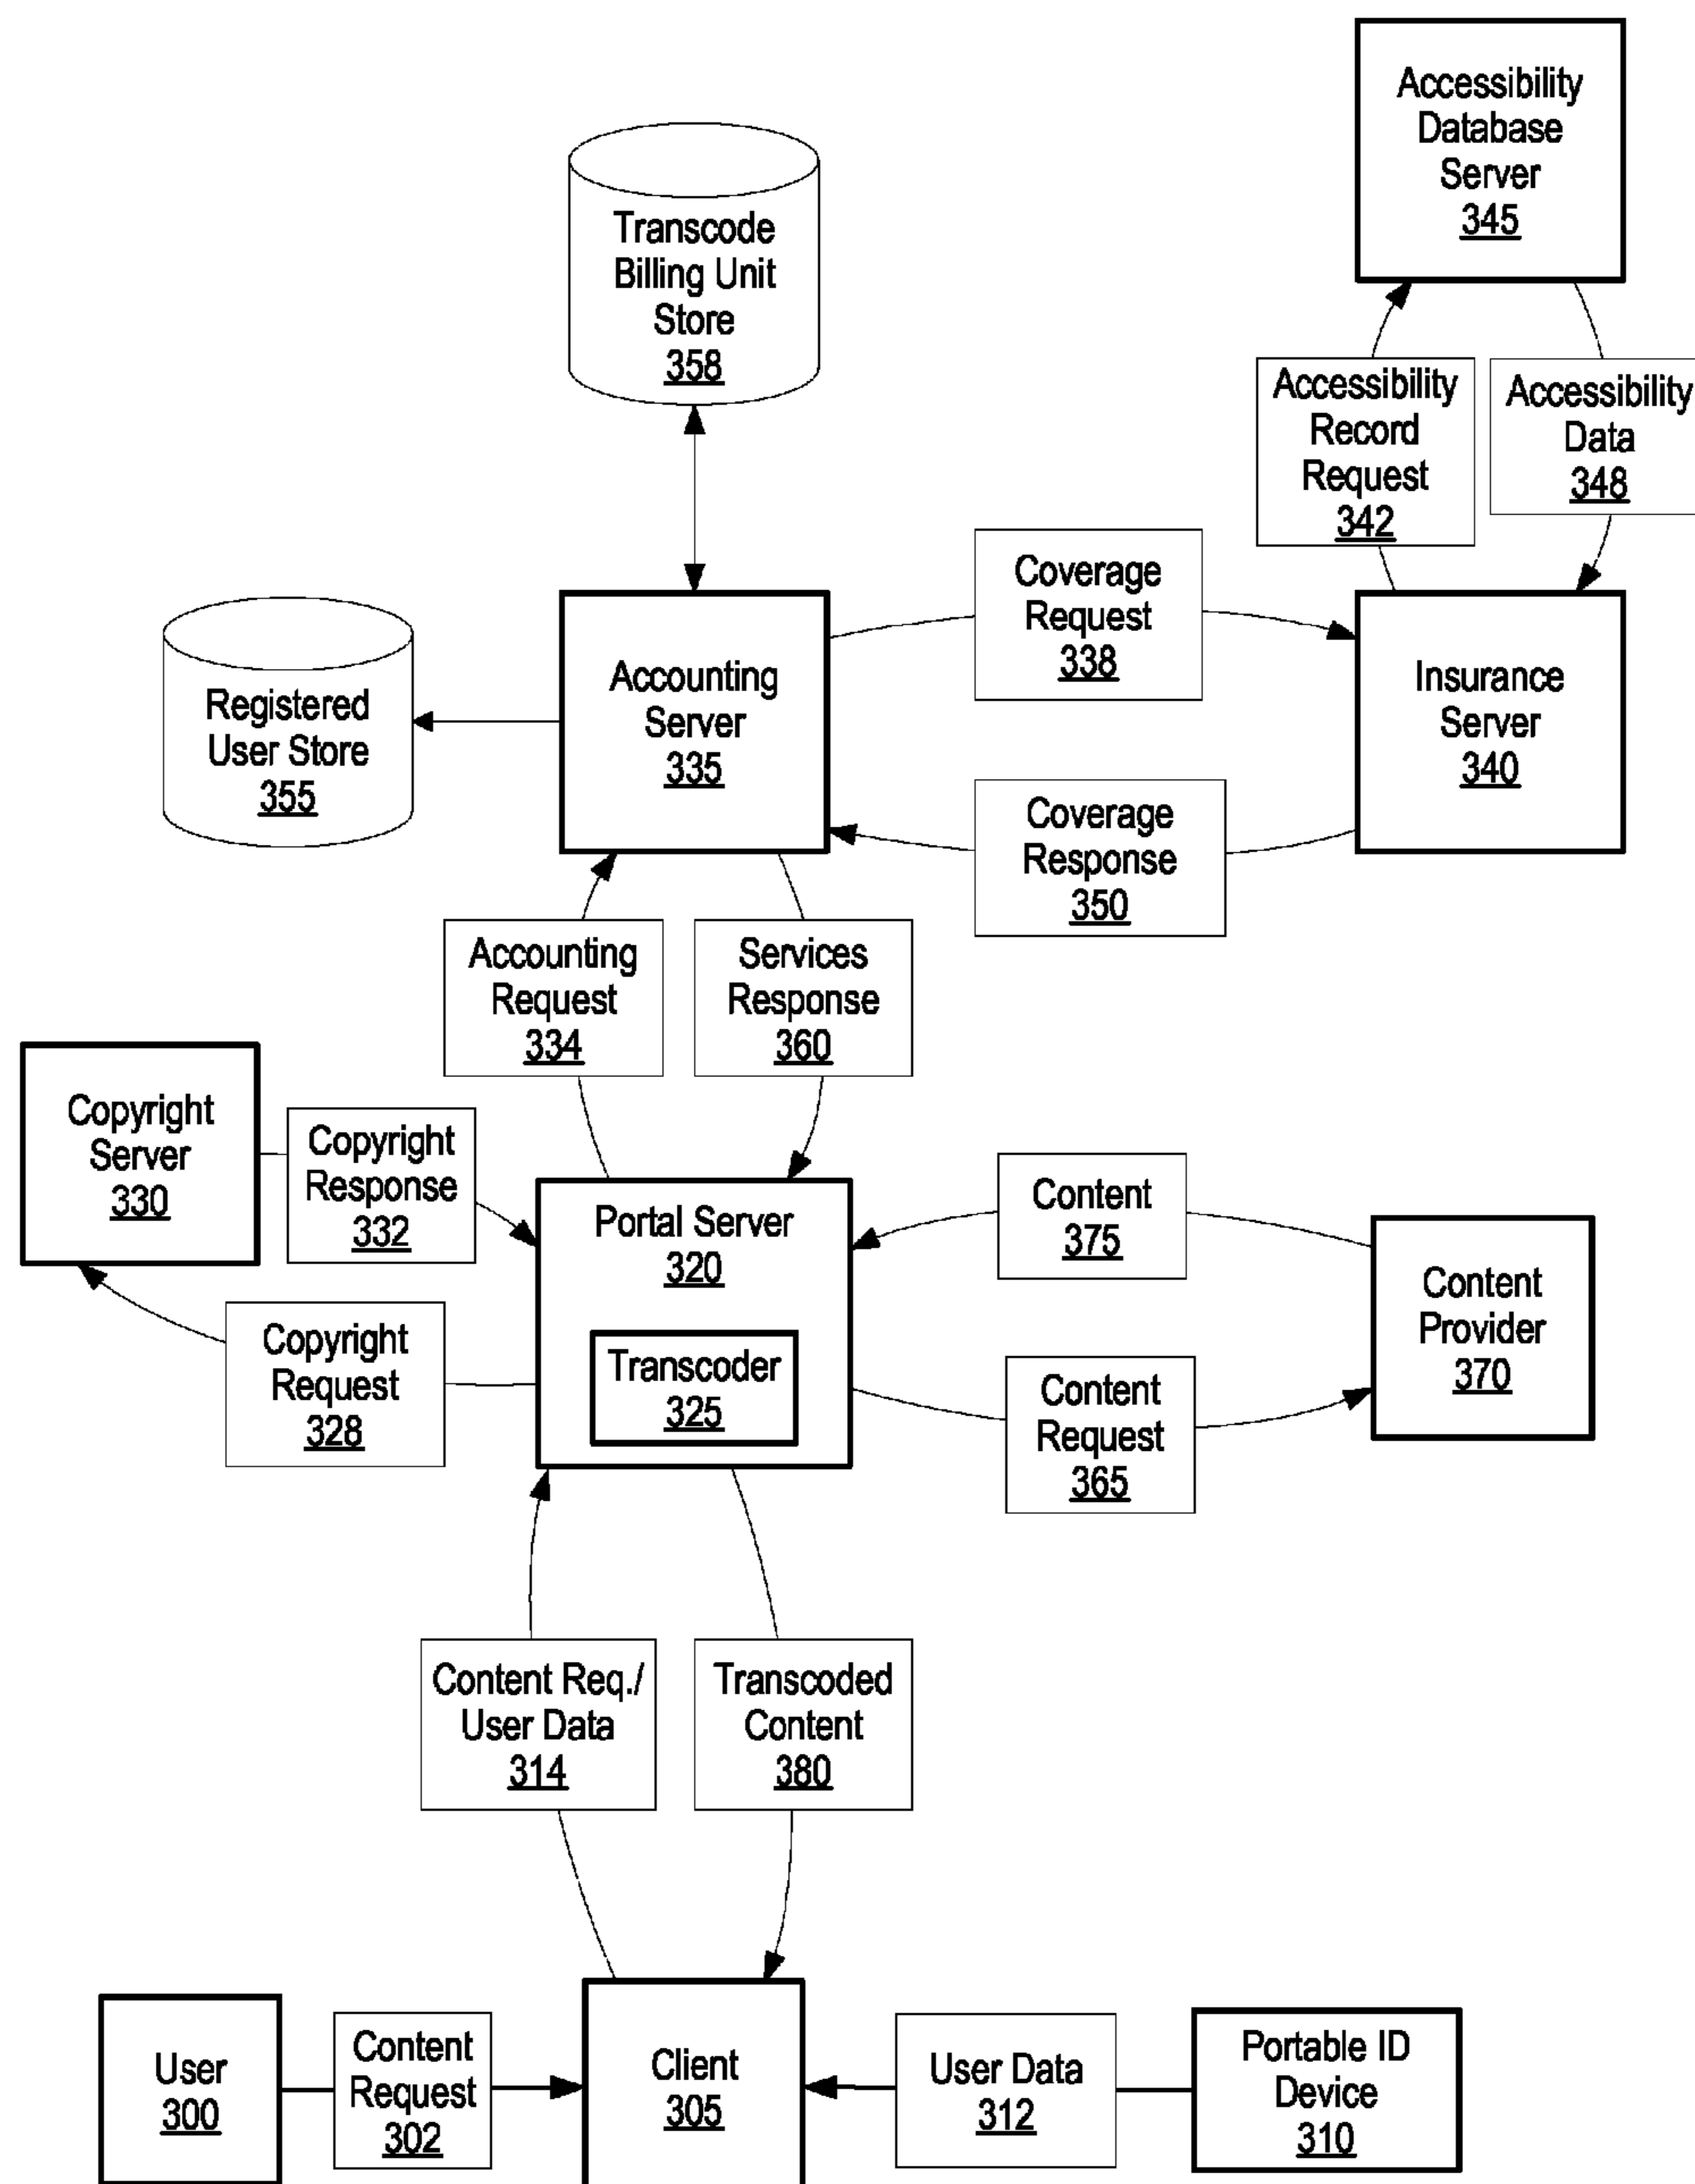 Accessibility
Database
Server
345
Transcode
Billing Unit
Store
358
Accessibility
Record
Request
342
Accessibility
Data
348
Registered
User Store
355
Accounting
Server
335
Coverage
Request
338
Insurance
Server
340
Coverage
Response
350
Accounting
Request
334
Services
Response
360
Copyright
Server
330
Copyright
Response
332
Copyright
Request
328
Portal Server
320
Transcoder
325
Content
375
Content
Request
365
Content
Provider
370
Content Req./
User Data
314
Transcoded
Content
380
User
300
Content
Request
302
Client
305
User Data
312
Portable ID
Device
310